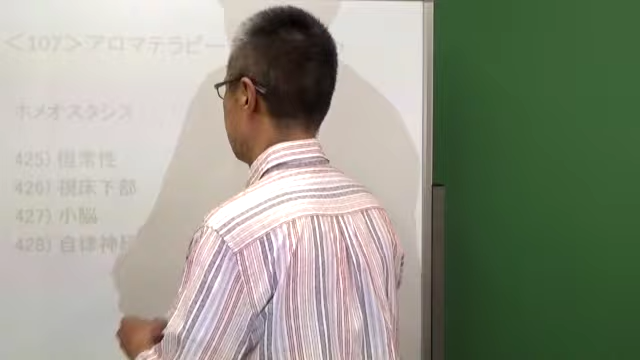 ＜107＞アロマテラピー
ホメオスタシス
425) 恒常性
426) 視床下部
427) 小脳
428) 自律神経